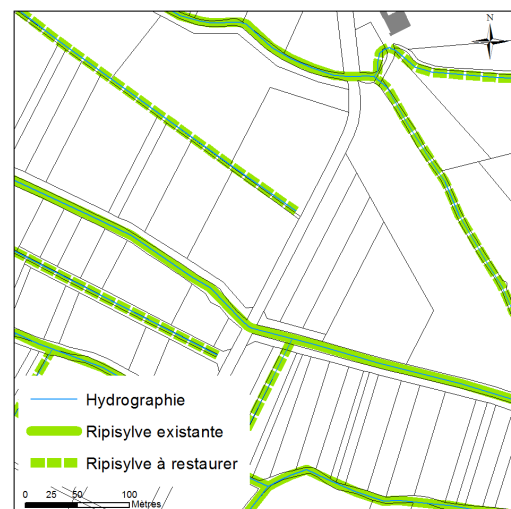 N
Hydrographie
Ripisylve existante
Ripisylve à restaurer
0 25 50 100
Mètres